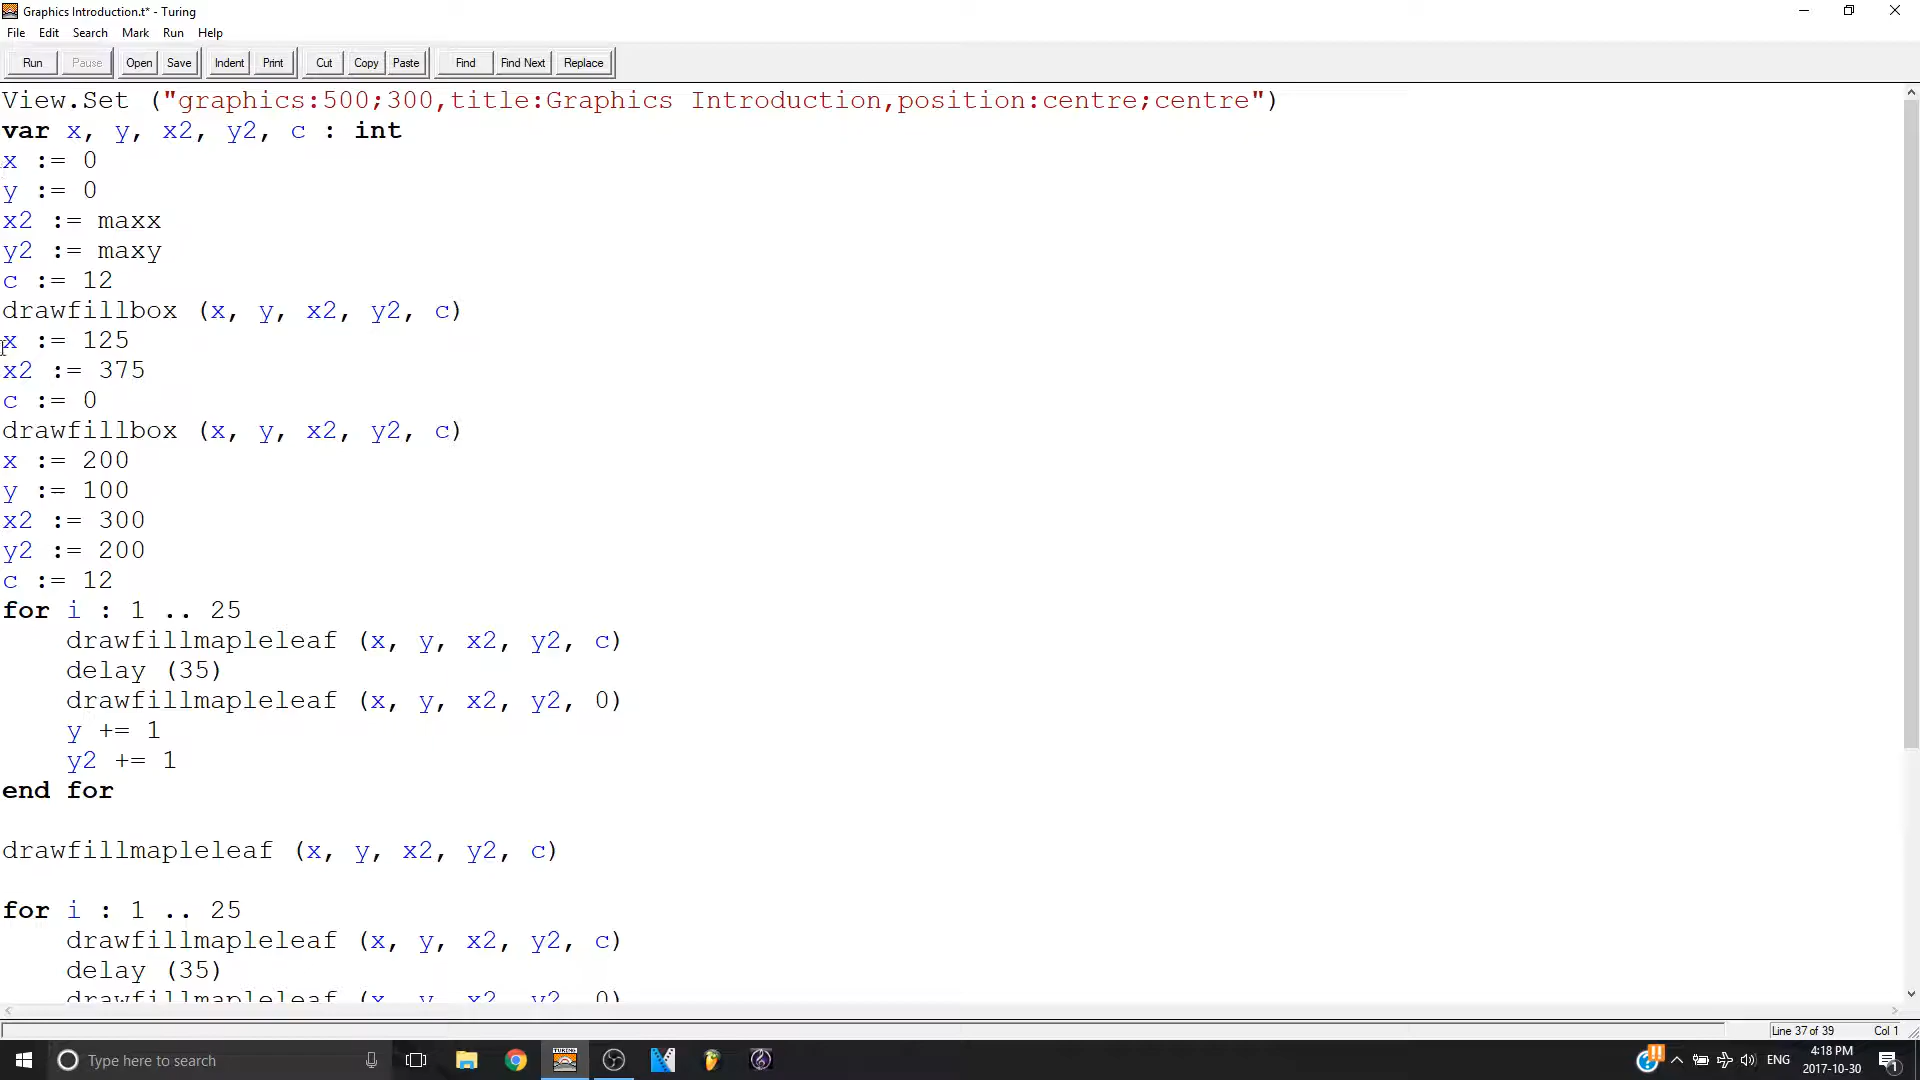 Graphics Introduction.t* - Turing
File Edit Search Mark Run Help
Run Pause Open Save Indent Print Cut Copy Paste Find Find Next Replace
View.Set ("graphics:500;300,title:Graphics Introduction,position:centre;centre")
var x, y, x2, y2, c : int
x := 0
y := 0
x2 := maxx
y2 := maxy
c := 12
drawfillbox (x, y, x2, y2, c)
x := 125
x2 := 375
c := 0
drawfillbox (x, y, x2, y2, c)
x := 200
y := 100
x2 := 300
y2 := 200
c := 12
for i : 1 .. 25
    drawfillmapleleaf (x, y, x2, y2, c)
    delay (35)
    drawfillmapleleaf (x, y, x2, y2, 0)
    y += 1
    y2 += 1
end for
drawfillmapleleaf (x, y, x2, y2, c)
for i : 1 .. 25
    drawfillmapleleaf (x, y, x2, y2, c)
    delay (35)
    drawfillmapleleaf (x, y, x2, y2, 0)
Line 37 of 39 Col 1
Type here to search ENG 4:18 PM
2017-10-30